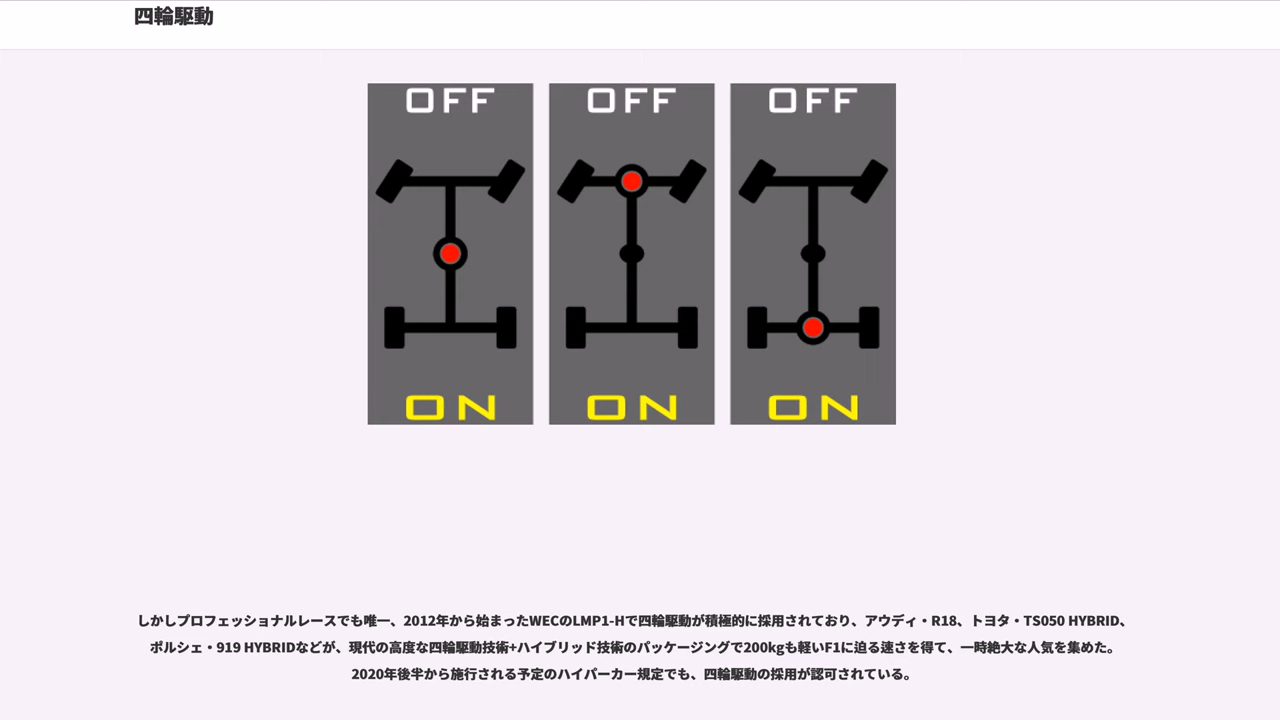 四輪駆動
OFF OFF OFF
ON ON ON
しかしプロフェッショナルレースでも唯一、2012年から始まったWECのLMP1-Hで四輪駆動が積極的に採用されており、アウディ・R18、トヨタ・TS050 HYBRID、
ポルシェ・919 HYBRIDなどが、現代の高度な四輪駆動技術+ハイブリッド技術のパッケージングで200kgも軽いF1に迫る速さを得て、一時絶大な人気を集めた。
2020年後半から施行される予定のハイパーカー規定でも、四輪駆動の採用が認可されている。